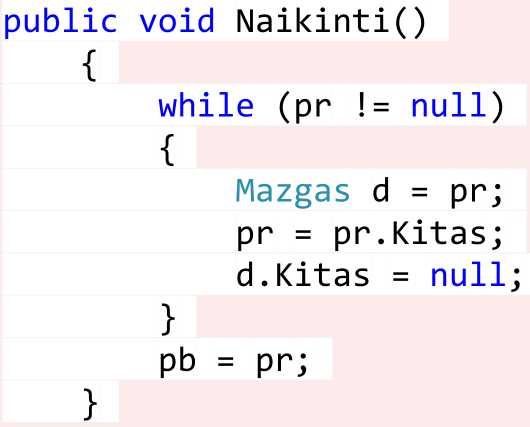 public void Naikinti()
{
while (pr != null)
{
Mazgas d = pr;
pr = pr.Kitas;
d.Kitas = null;
}
pb = pr;
}